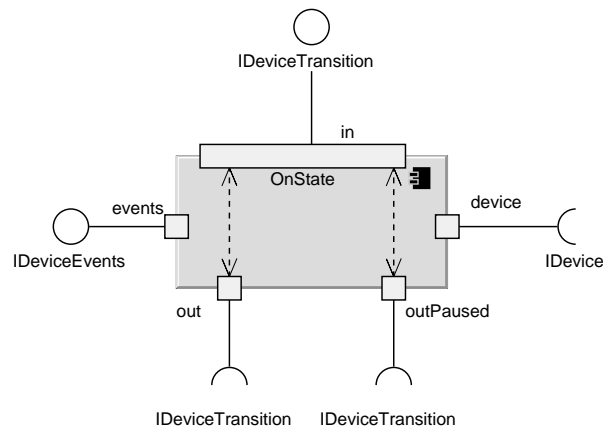 IDeviceTransition
in
OnState
events
device
IDeviceEvents
IDevice
out
outPaused
IDeviceTransition
IDeviceTransition